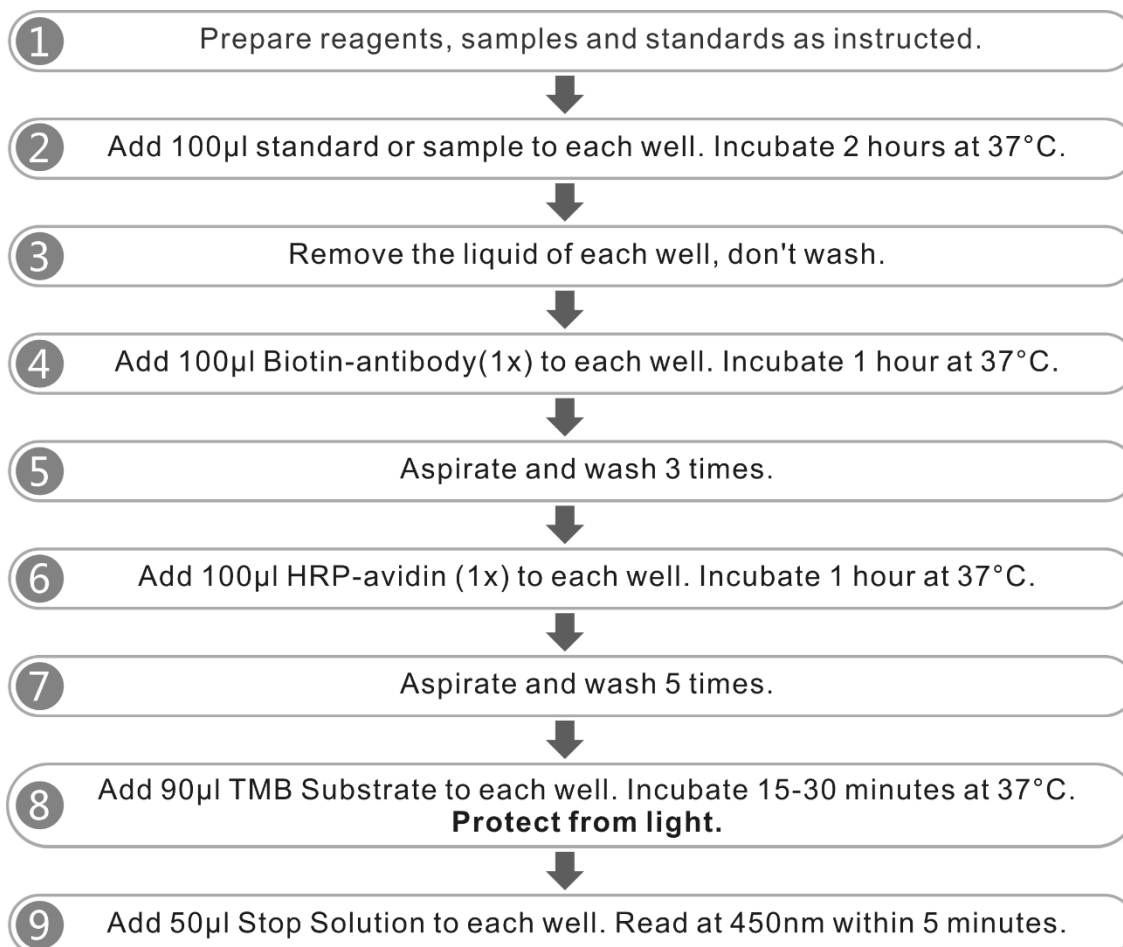 1 Prepare reagents, samples and standards as instructed.
2 Add 100μl standard or sample to each well. Incubate 2 hours at 37°C.
3 Remove the liquid of each well, don't wash.
4 Add 100μl Biotin-antibody(1x) to each well. Incubate 1 hour at 37°C.
5 Aspirate and wash 3 times.
6 Add 100μl HRP-avidin (1x) to each well. Incubate 1 hour at 37°C.
7 Aspirate and wash 5 times.
8 Add 90μl TMB Substrate to each well. Incubate 15-30 minutes at 37°C.
Protect from light.
9 Add 50μl Stop Solution to each well. Read at 450nm within 5 minutes.